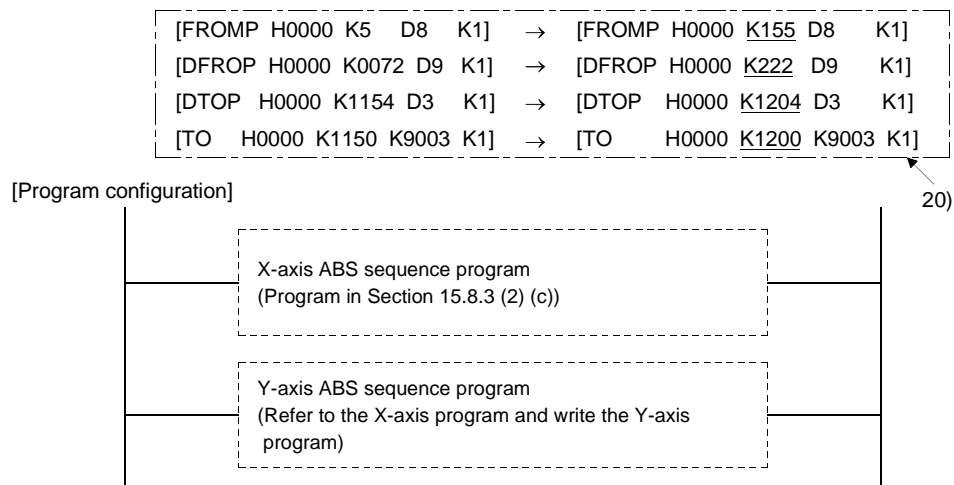 [FROMP H0000 K5 D8 K1] → [FROMP H0000 K155 D8 K1]
[DFROP H0000 K0072 D9 K1] → [DFROP H0000 K222 D9 K1]
[DTOP H0000 K1154 D3 K1] → [DTOP H0000 K1204 D3 K1]
[TO H0000 K1150 K9003 K1] → [TO H0000 K1200 K9003 K1]
20)
[Program configuration]
X-axis ABS sequence program
(Program in Section 15.8.3 (2) (c))
Y-axis ABS sequence program
(Refer to the X-axis program and write the Y-axis
program)